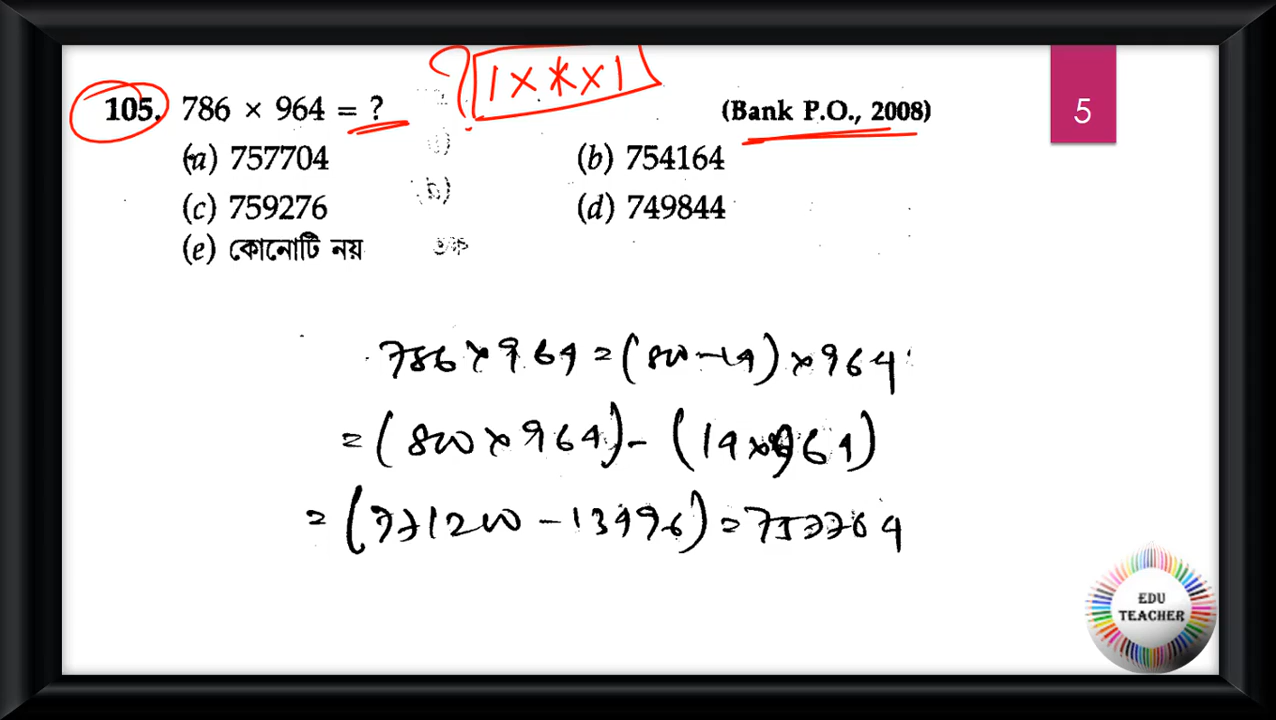 1 × * × 1
105. 786 × 964 = ? (Bank P.O., 2008) 5
(a) 757704 (b) 754164
(c) 759276 (d) 749844
(e) কোনোটি নয়
786 × 964 = (800 - 14) × 964
= (800 × 964) - (14 × 964)
= (771200 - 13496) = 757704
EDU
TEACHER